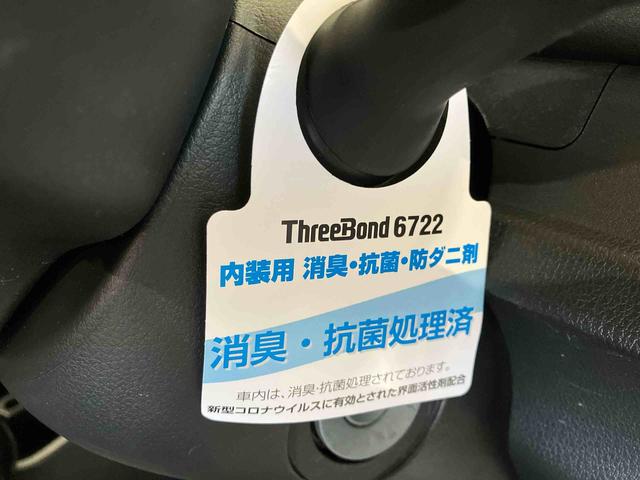 ThreeBond 6722
内装用 消臭・抗菌・防ダニ剤
消臭・抗菌処理済
車内は、消臭・抗菌処理されております。
新型コロナウイルスに有効とされた界面活性剤配合